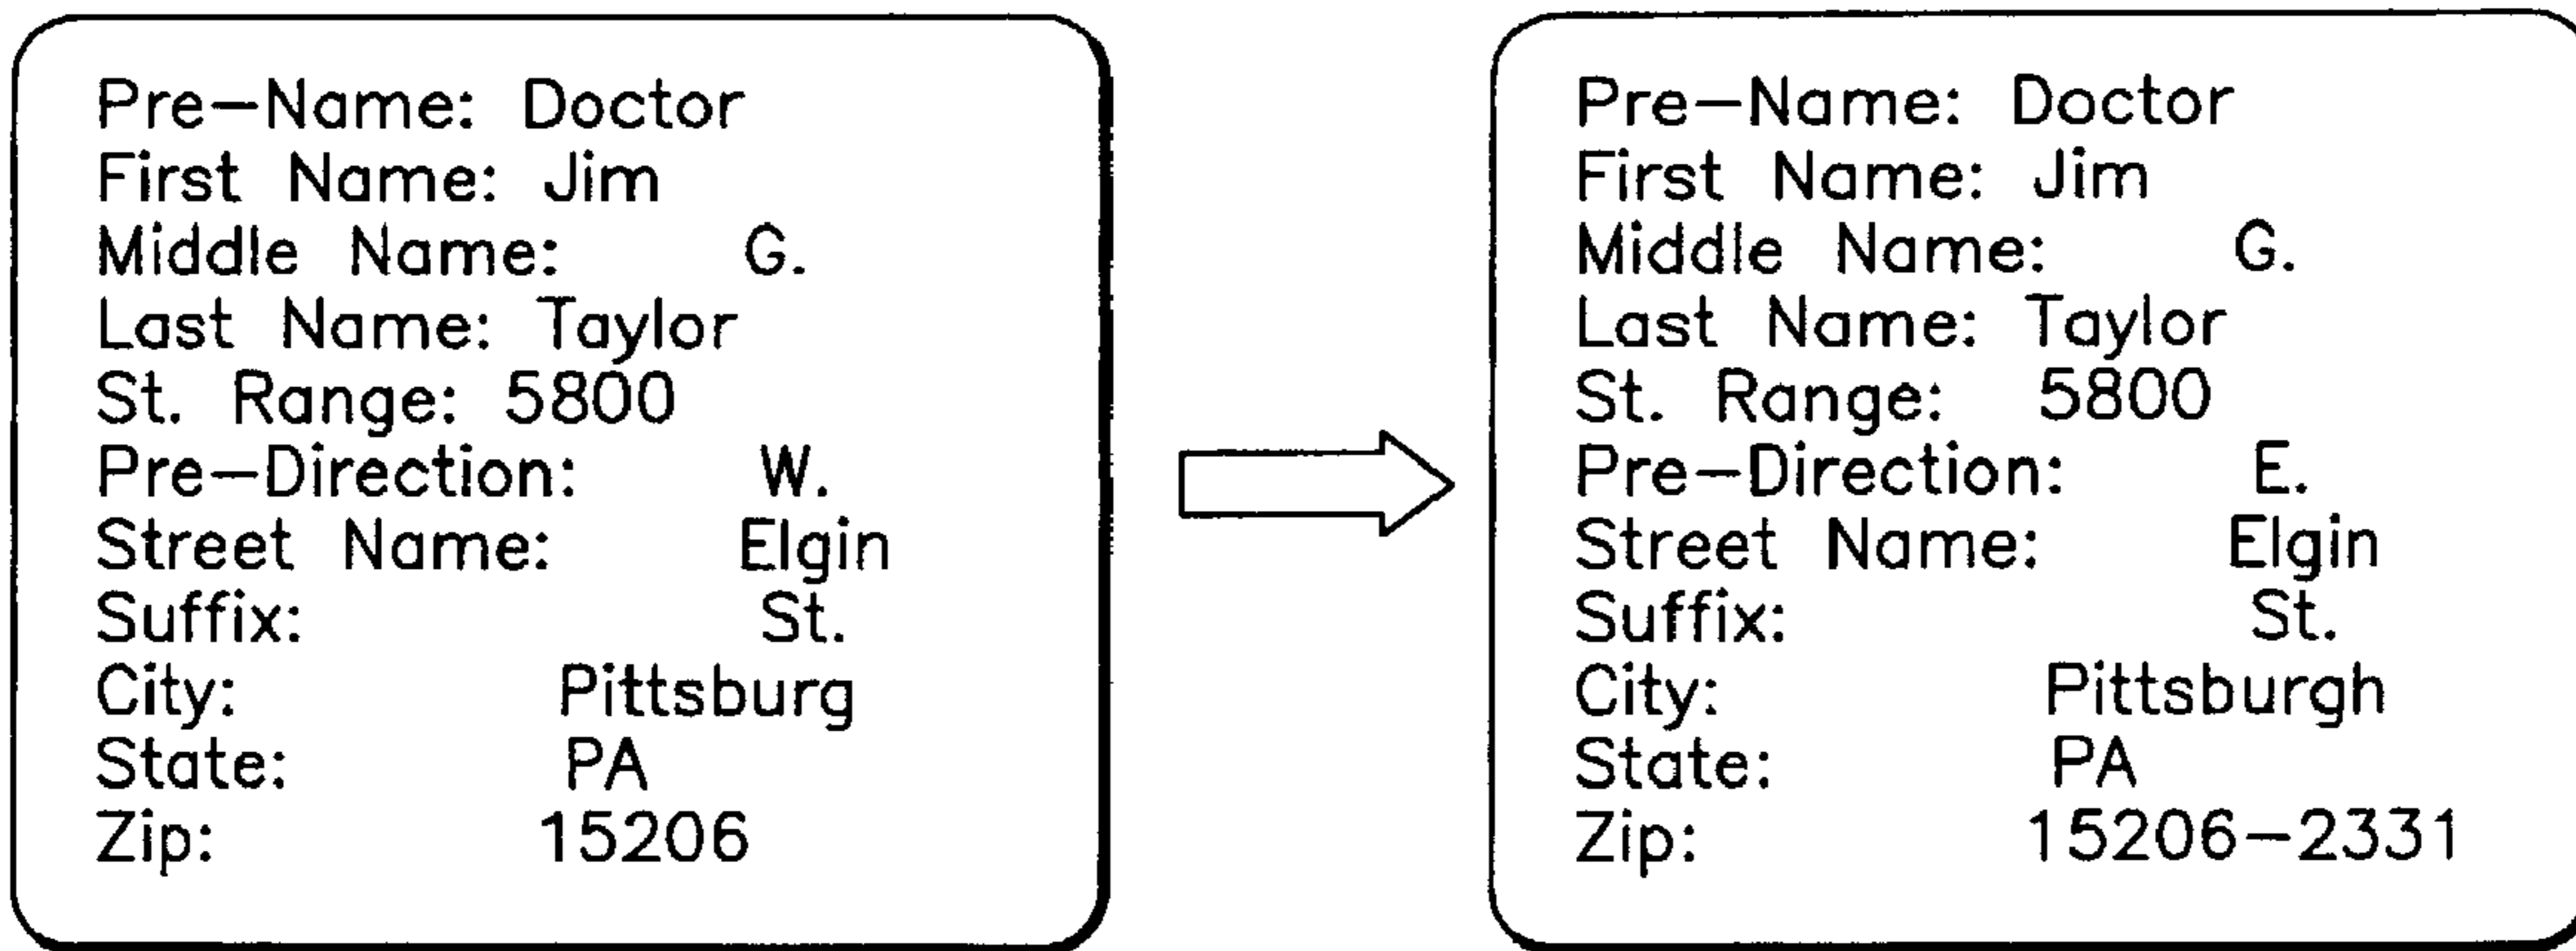 Pre-Name: Doctor
First Name: Jim
Middle Name: G.
Last Name: Taylor
St. Range: 5800
Pre-Direction: W.
Street Name: Elgin
Suffix: St.
City: Pittsburg
State: PA
Zip: 15206
Pre-Name: Doctor
First Name: Jim
Middle Name: G.
Last Name: Taylor
St. Range: 5800
Pre-Direction: E.
Street Name: Elgin
Suffix: St.
City: Pittsburgh
State: PA
Zip: 15206-2331